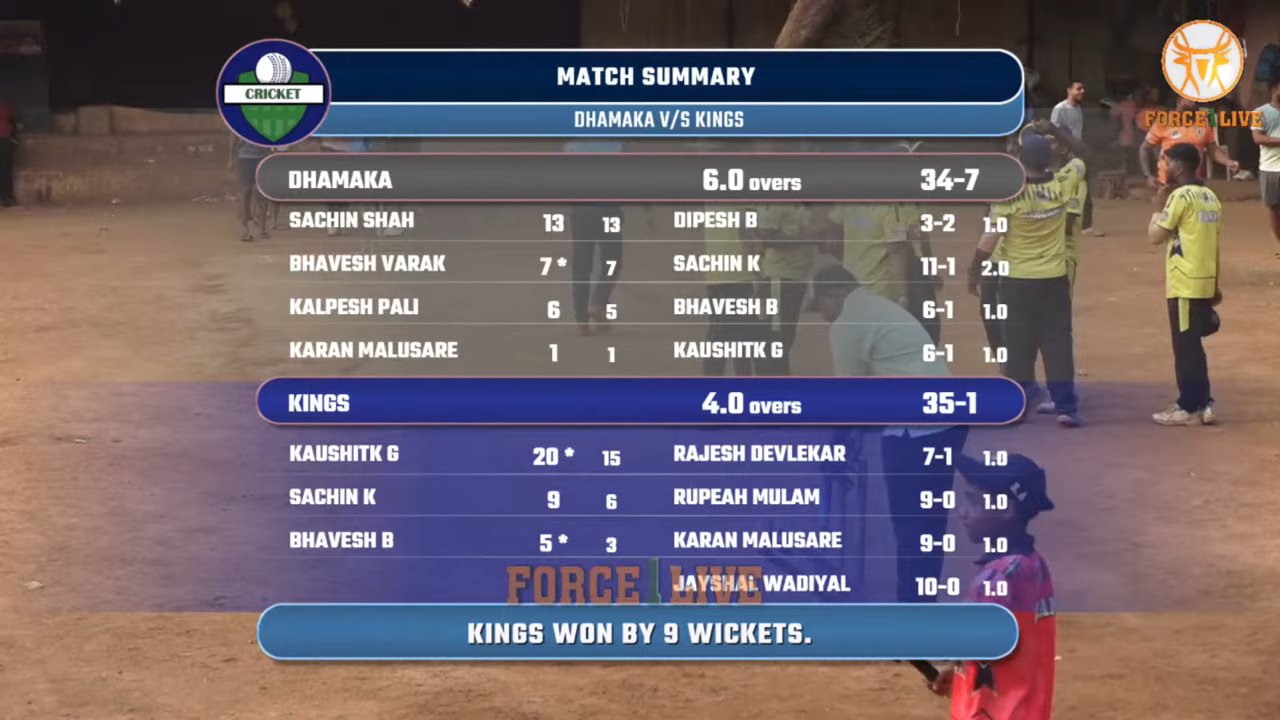 MATCH SUMMARY
CRICKET
DHAMAKA V/S KINGS
FORCE1LIVE
DHAMAKA 6.0 overs 34-7
SACHIN SHAH 13 13 DIPESH B 3-2 1.0
BHAVESH VARAK 7* 7 SACHIN K 11-1 2.0
KALPESH PALI 6 5 BHAVESH B 6-1 1.0
KARAN MALUSARE 1 1 KAUSHITK G 6-1 1.0
KINGS 4.0 overs 35-1
KAUSHITK G 20* 15 RAJESH DEVLEKAR 7-1 1.0
SACHIN K 9 6 RUPEAH MULAM 9-0 1.0
BHAVESH B 5* 3 KARAN MALUSARE 9-0 1.0
JAYSHAL WADIYAL 10-0 1.0
FORCE1LIVE
KINGS WON BY 9 WICKETS.